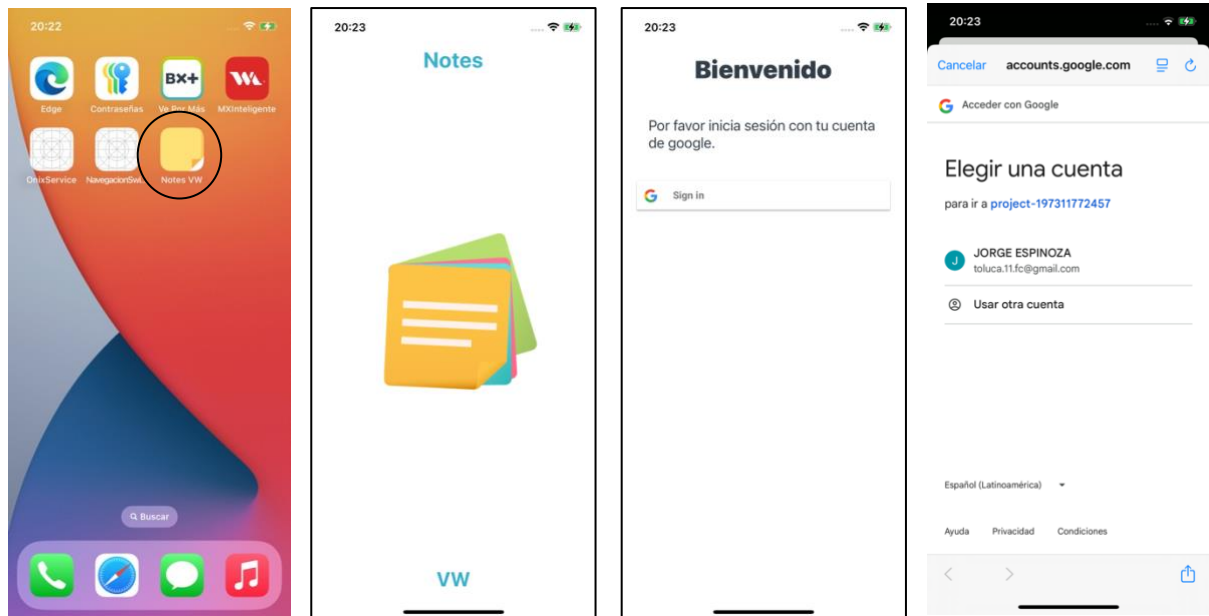 20:22
Edge
Contraseñas
BX+
Ve Por Más
MXInteligente
OnixService
NavegacionSwi...
Notes VW
Buscar
20:23
Notes
VW
20:23
Bienvenido
Por favor inicia sesión con tu cuenta
de google.
Sign in
20:23
Cancelar
accounts.google.com
Acceder con Google
Elegir una cuenta
para ir a project-197311772457
J
JORGE ESPINOZA
toluca.11.fc@gmail.com
Usar otra cuenta
Español (Latinoamérica)
Ayuda Privacidad Condiciones